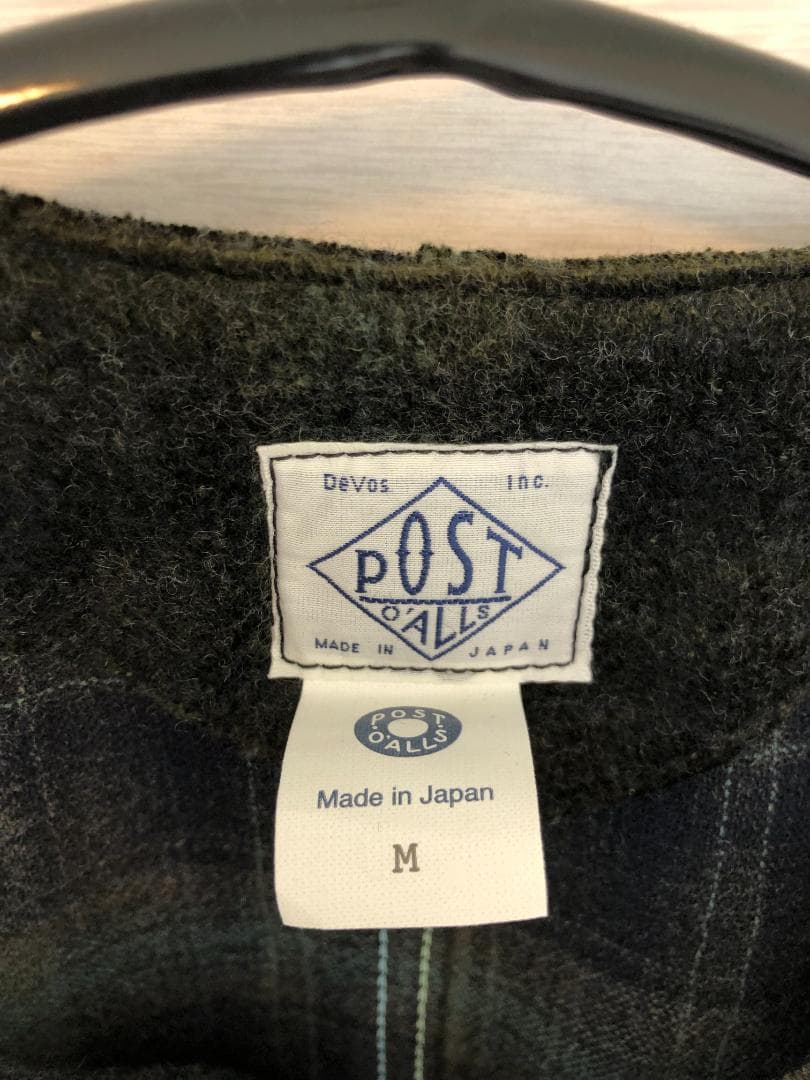 DeVos Inc.
POST
O'ALLS
MADE IN JAPAN
POST
O'ALLS
Made in Japan
M